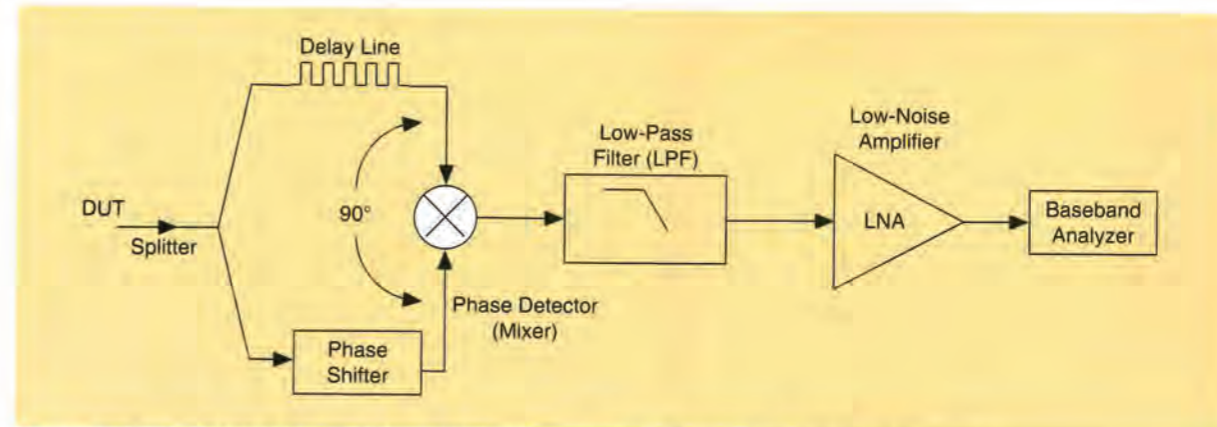 Delay Line
DUT
Splitter
90°
Phase
Shifter
Phase Detector
(Mixer)
Low-Pass
Filter (LPF)
Low-Noise
Amplifier
LNA
Baseband
Analyzer